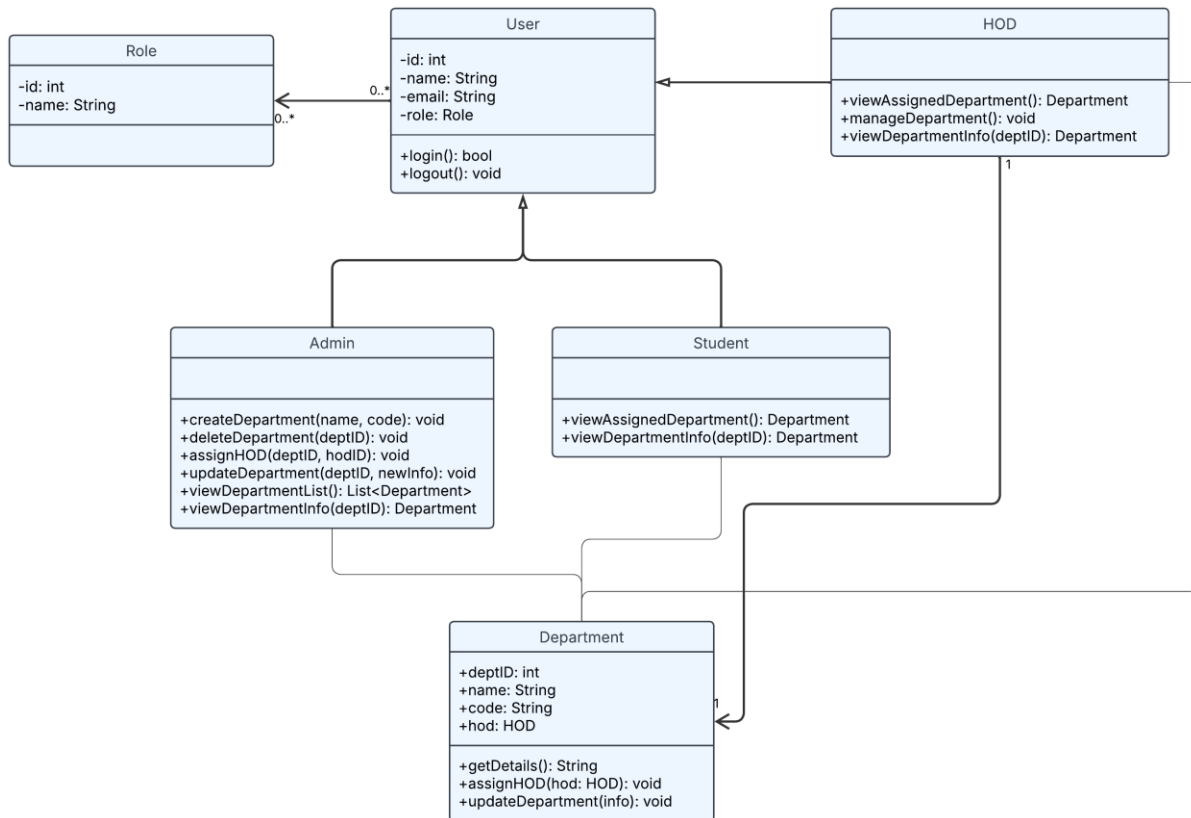 Role
-id: int
-name: String
0..*
0..*
User
-id: int
-name: String
-email: String
-role: Role
+login(): bool
+logout(): void
HOD
+viewAssignedDepartment(): Department
+manageDepartment(): void
+viewDepartmentInfo(deptID): Department
1
Admin
+createDepartment(name, code): void
+deleteDepartment(deptID): void
+assignHOD(deptID, hodID): void
+updateDepartment(deptID, newInfo): void
+viewDepartmentList(): List<Department>
+viewDepartmentInfo(deptID): Department
Student
+viewAssignedDepartment(): Department
+viewDepartmentInfo(deptID): Department
Department
+deptID: int
+name: String
+code: String
+hod: HOD
+getDetails(): String
+assignHOD(hod: HOD): void
+updateDepartment(info): void
1